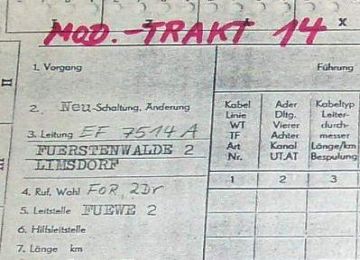 X
MOD.-TRAKT 14
II
1. Vorgang
Führung
2. Neu-Schaltung, Änderung
3. Leitung EF 7514 A
FUERSTENWALDE 2
LIMSDORF
4. Ruf. Wahl FoR, 2Dr
5. Leitstelle FUEWE 2
6. Hilfsleitstelle
7. Länge km
Kabel Ader Kabeltyp
Linie Dltg. Leiter-
WT Vierer durch-
TF Achter messer
Art Kanal Länge/km
Nr. UT.AT Bespulung
1 2 3